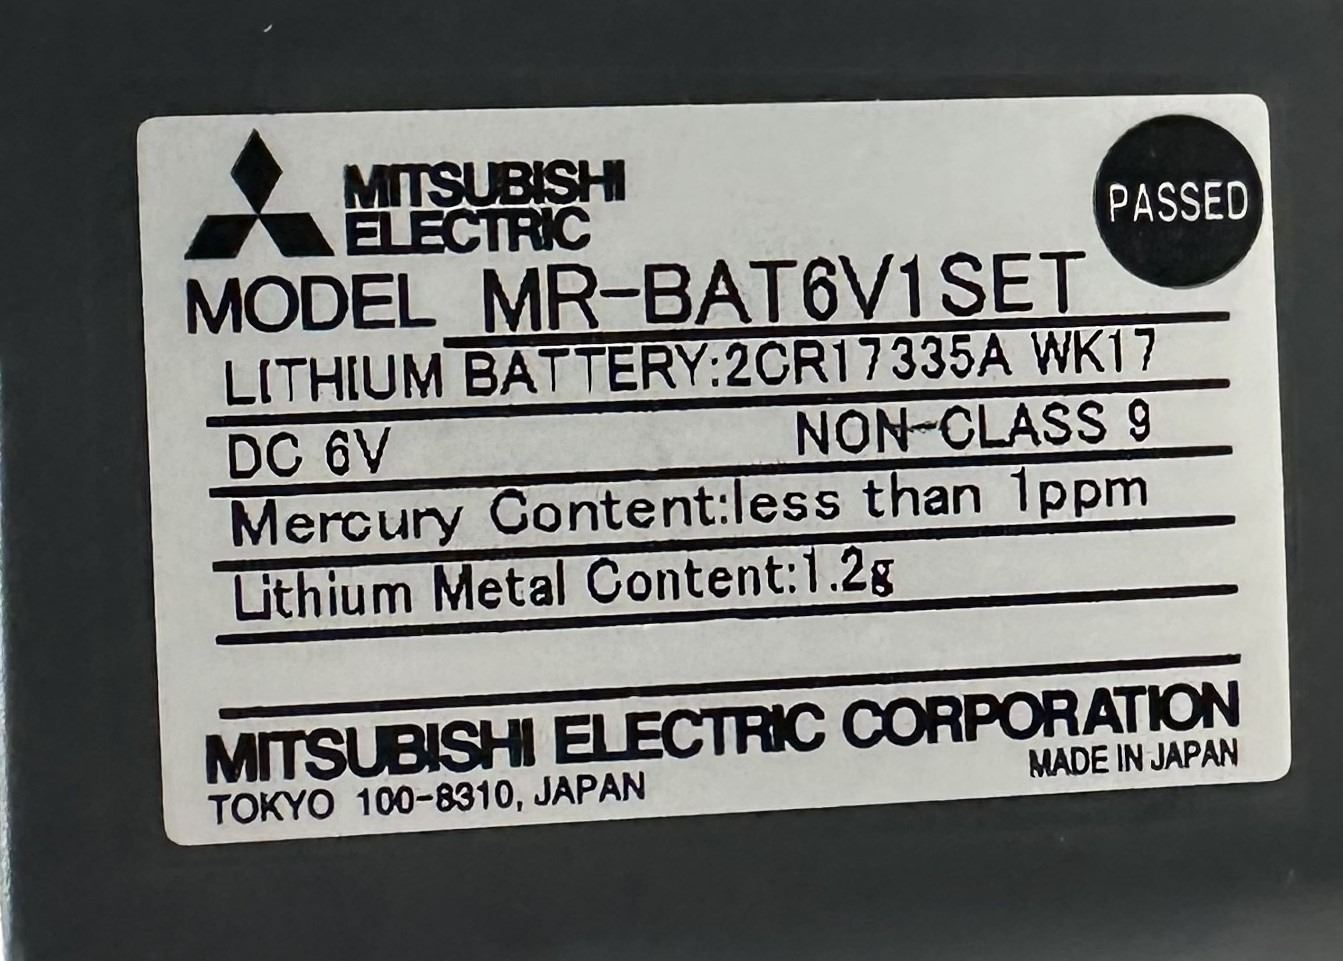 MITSUBISHI
ELECTRIC
PASSED
MODEL MR-BAT6V1SET
LITHIUM BATTERY:2CR17335A WK17
DC 6V NON-CLASS 9
Mercury Content:less than 1ppm
Lithium Metal Content:1.2g
MITSUBISHI ELECTRIC CORPORATION
TOKYO 100-8310, JAPAN MADE IN JAPAN